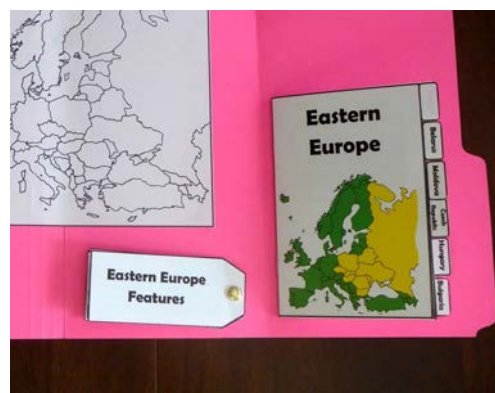 Eastern
Europe
Belarus
Moldova
Czech
Republic
Hungary
Bulgaria
Eastern Europe
Features